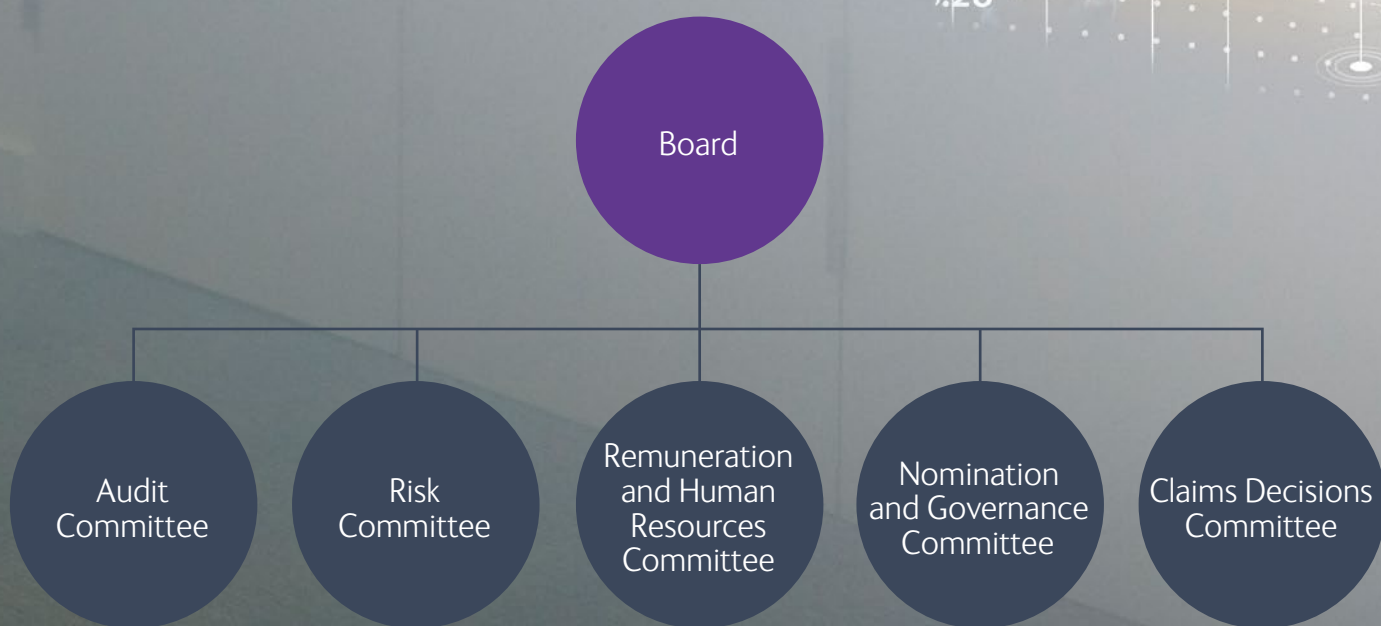 Board
Audit
Committee
Risk
Committee
Remuneration
and Human
Resources
Committee
Nomination
and Governance
Committee
Claims Decisions
Committee